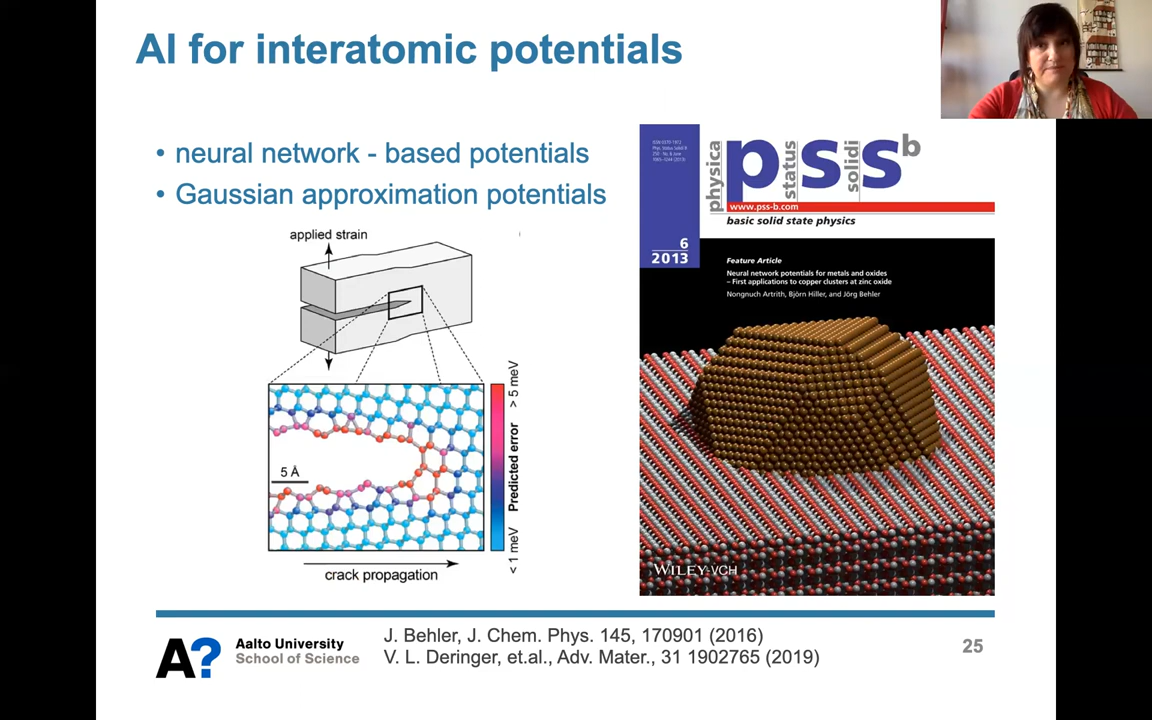 AI for interatomic potentials
• neural network - based potentials
• Gaussian approximation potentials
applied strain
5 Å
< 1 meV Predicted error > 5 meV
crack propagation
physica status solidi
pssb
www.pss-b.com
basic solid state physics
6
2013
Feature Article
Neural network potentials for metals and oxides
– First applications to copper clusters at zinc oxide
Nongnuch Artrith, Björn Hiller, and Jörg Behler
WILEY-VCH
A?
Aalto University
School of Science
J. Behler, J. Chem. Phys. 145, 170901 (2016)
V. L. Deringer, et.al., Adv. Mater., 31 1902765 (2019)
25